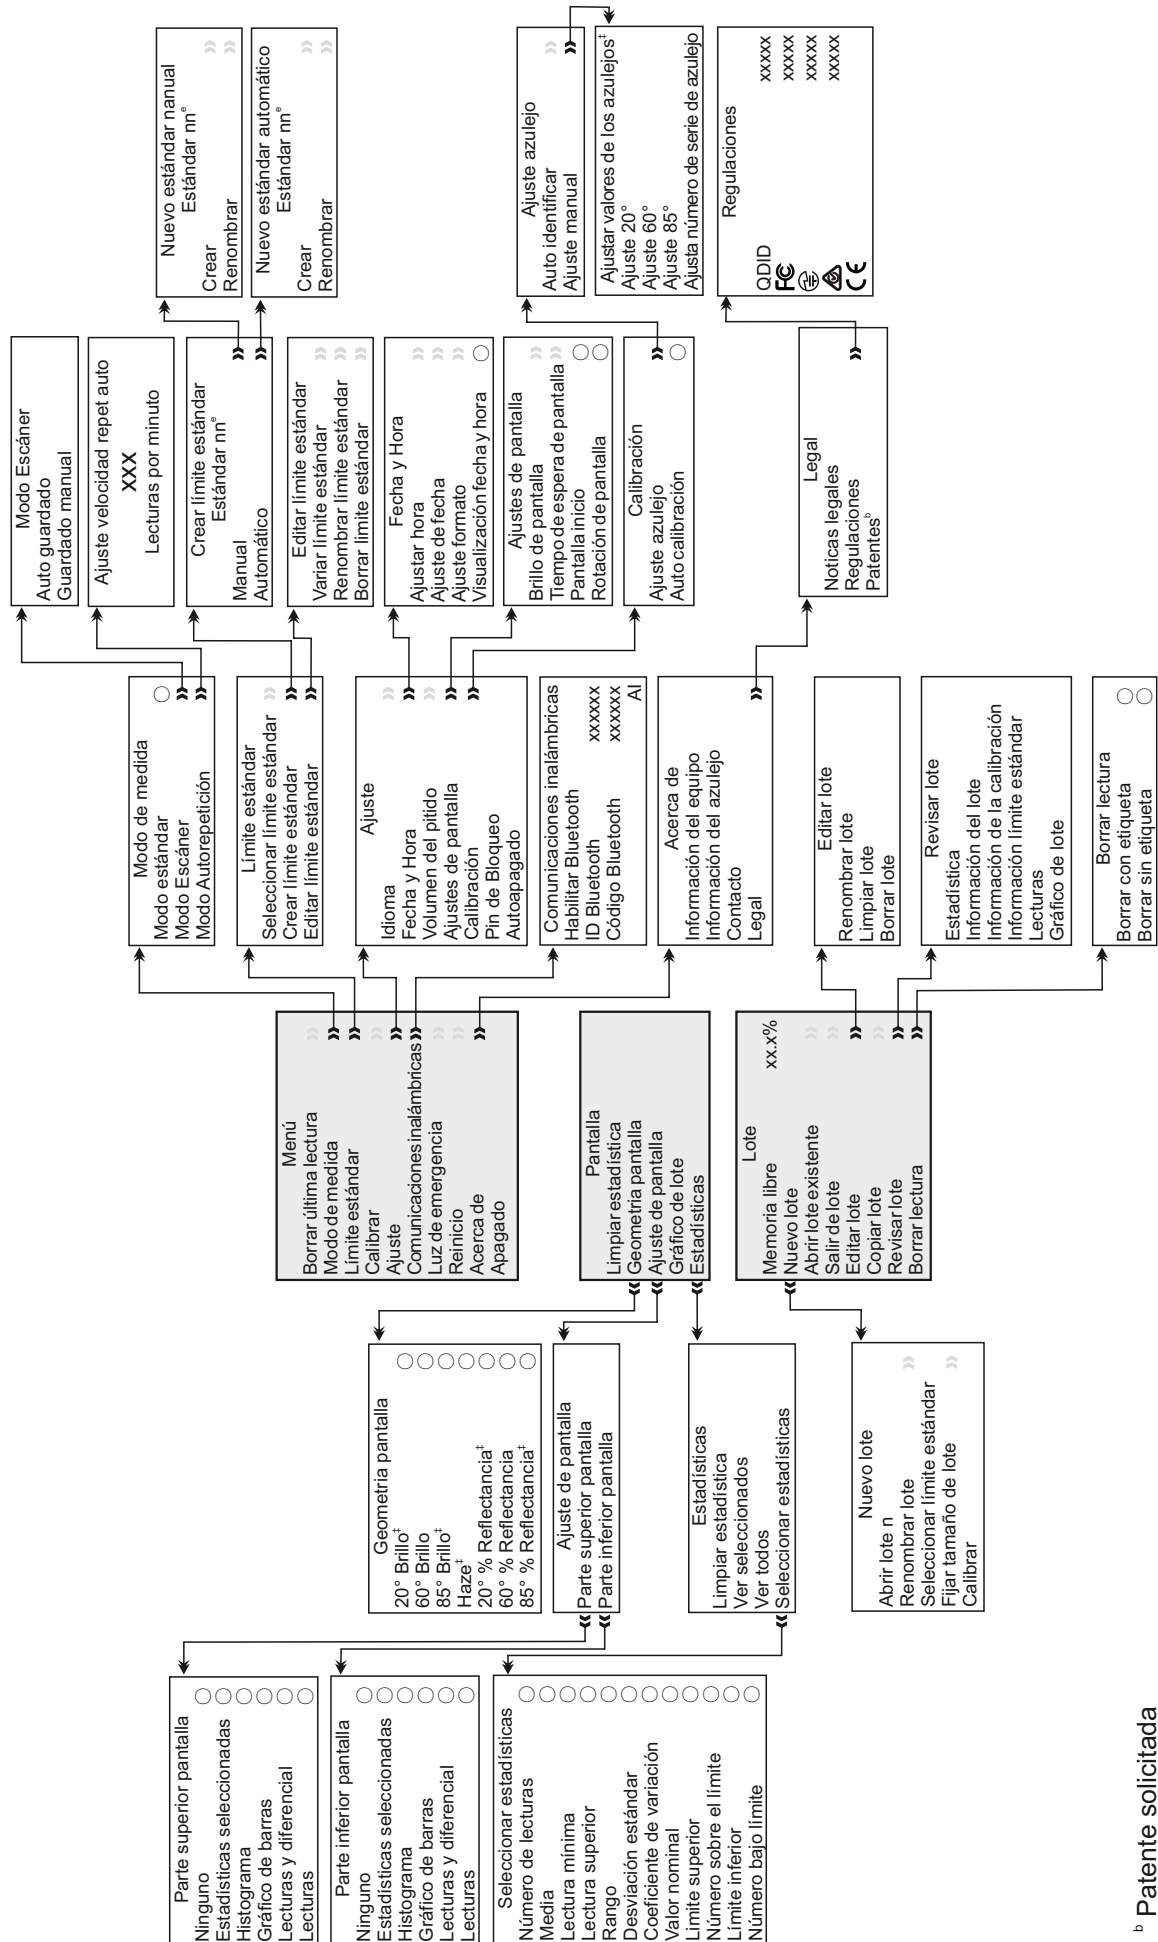 Parte superior pantalla
Ninguno
Estadísticas seleccionadas
Histograma
Gráfico de barras
Lecturas y diferencial
Lecturas
Parte inferior pantalla
Ninguno
Estadísticas seleccionadas
Histograma
Gráfico de barras
Lecturas y diferencial
Lecturas
Seleccionar estadísticas
Número de lecturas
Media
Lectura mínima
Lectura superior
Rango
Desviación estándar
Coeficiente de variación
Valor nominal
Limite superior
Número sobre el límite
Límite inferior
Número bajo límite
Geometria pantalla
20° Brillo‡
60° Brillo
85° Brillo‡
Haze‡
20° % Reflectancia‡
60° % Reflectancia
85° % Reflectancia‡
Ajuste de pantalla
Parte superior pantalla
Parte inferior pantalla
Estadísticas
Limpiar estadística
Ver seleccionados
Ver todos
Seleccionar estadísticas
Nuevo lote
Abrir lote n
Renombrar lote
Seleccionar límite estándar
Fijar tamaño de lote
Calibrar
Menú
Borrar última lectura
Modo de medida
Límite estándar
Calibrar
Ajuste
Comunicaciones inalámbricas
Luz de emergencia
Reinicio
Acerca de
Apagado
Pantalla
Limpiar estadística
Geometria pantalla
Ajuste de pantalla
Gráfico de lote
Estadísticas
Lote
Memoria libre xx.x%
Nuevo lote
Abrir lote existente
Salir de lote
Editar lote
Copiar lote
Revisar lote
Borrar lectura
Modo de medida
Modo estándar
Modo Escáner
Modo Autorepetición
Límite estándar
Seleccionar límite estándar
Crear límite estándar
Editar límite estándar
Ajuste
Idioma
Fecha y Hora
Volumen del pitido
Ajustes de pantalla
Calibración
Pin de Bloqueo
Autoapagado
Comunicaciones inalámbricas
Habilitar Bluetooth
ID Bluetooth xxxxxx
Código Bluetooth xxxxxx
AI
Acerca de
Información del equipo
Información del azulejo
Contacto
Legal
Editar lote
Renombrar lote
Limpiar lote
Borrar lote
Revisar lote
Estadística
Información del lote
Información de la calibración
Información límite estándar
Lecturas
Gráfico de lote
Borrar lectura
Borrar con etiqueta
Borrar sin etiqueta
Modo Escáner
Auto guardado
Guardado manual
Ajuste velocidad repet auto
XXX
Lecturas por minuto
Crear límite estándar
Estándar nnᵉ
Manual
Automático
Editar límite estándar
Variar límite estándar
Renombrar límite estándar
Borrar limite estándar
Fecha y Hora
Ajustar hora
Ajuste de fecha
Ajuste formato
Visualización fecha y hora
Ajustes de pantalla
Brillo de pantalla
Tiempo de espera de pantalla
Pantalla inicio
Rotación de pantalla
Calibración
Ajuste azulejo
Auto calibración
Legal
Noticas legales
Regulaciones
Patentesᵇ
Nuevo estándar nanual
Estándar nnᵉ
Crear
Renombrar
Nuevo estándar automático
Estándar nnᵉ
Crear
Renombrar
Ajuste azulejo
Auto identificar
Ajuste manual
Ajustar valores de los azulejos‡
Ajuste 20°
Ajuste 60°
Ajuste 85°
Ajusta número de serie de azulejo
Regulaciones
QDID xxxxx
FC xxxxx
xxxxx
xxxxx
CE
ᵇ Patente solicitada